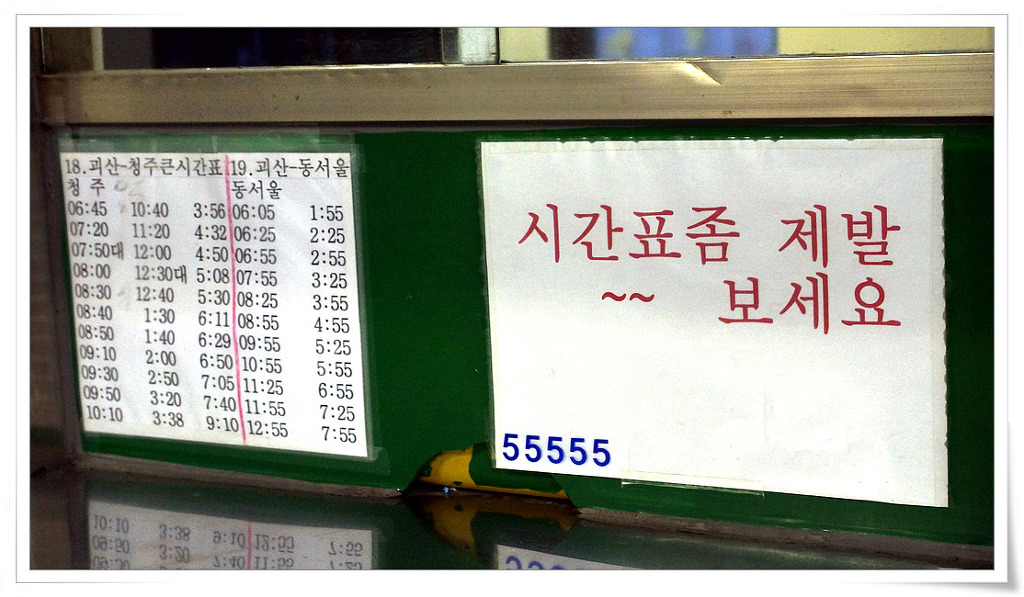 18.괴산-청주큰시간표 19.괴산-동서울
청 주 동서울
06:45 10:40 3:56 06:05 1:55
07:20 11:20 4:32 06:25 2:25
07:50대 12:00 4:50 06:55 2:55
08:00 12:30대 5:08 07:55 3:25
08:30 12:40 5:30 08:25 3:55
08:40 1:30 6:11 08:55 4:55
08:50 1:40 6:29 09:55 5:25
09:10 2:00 6:50 10:55 5:55
09:30 2:50 7:05 11:25 6:55
09:50 3:20 7:40 11:55 7:25
10:10 3:38 9:10 12:55 7:55
시간표좀 제발
~~ 보세요
55555